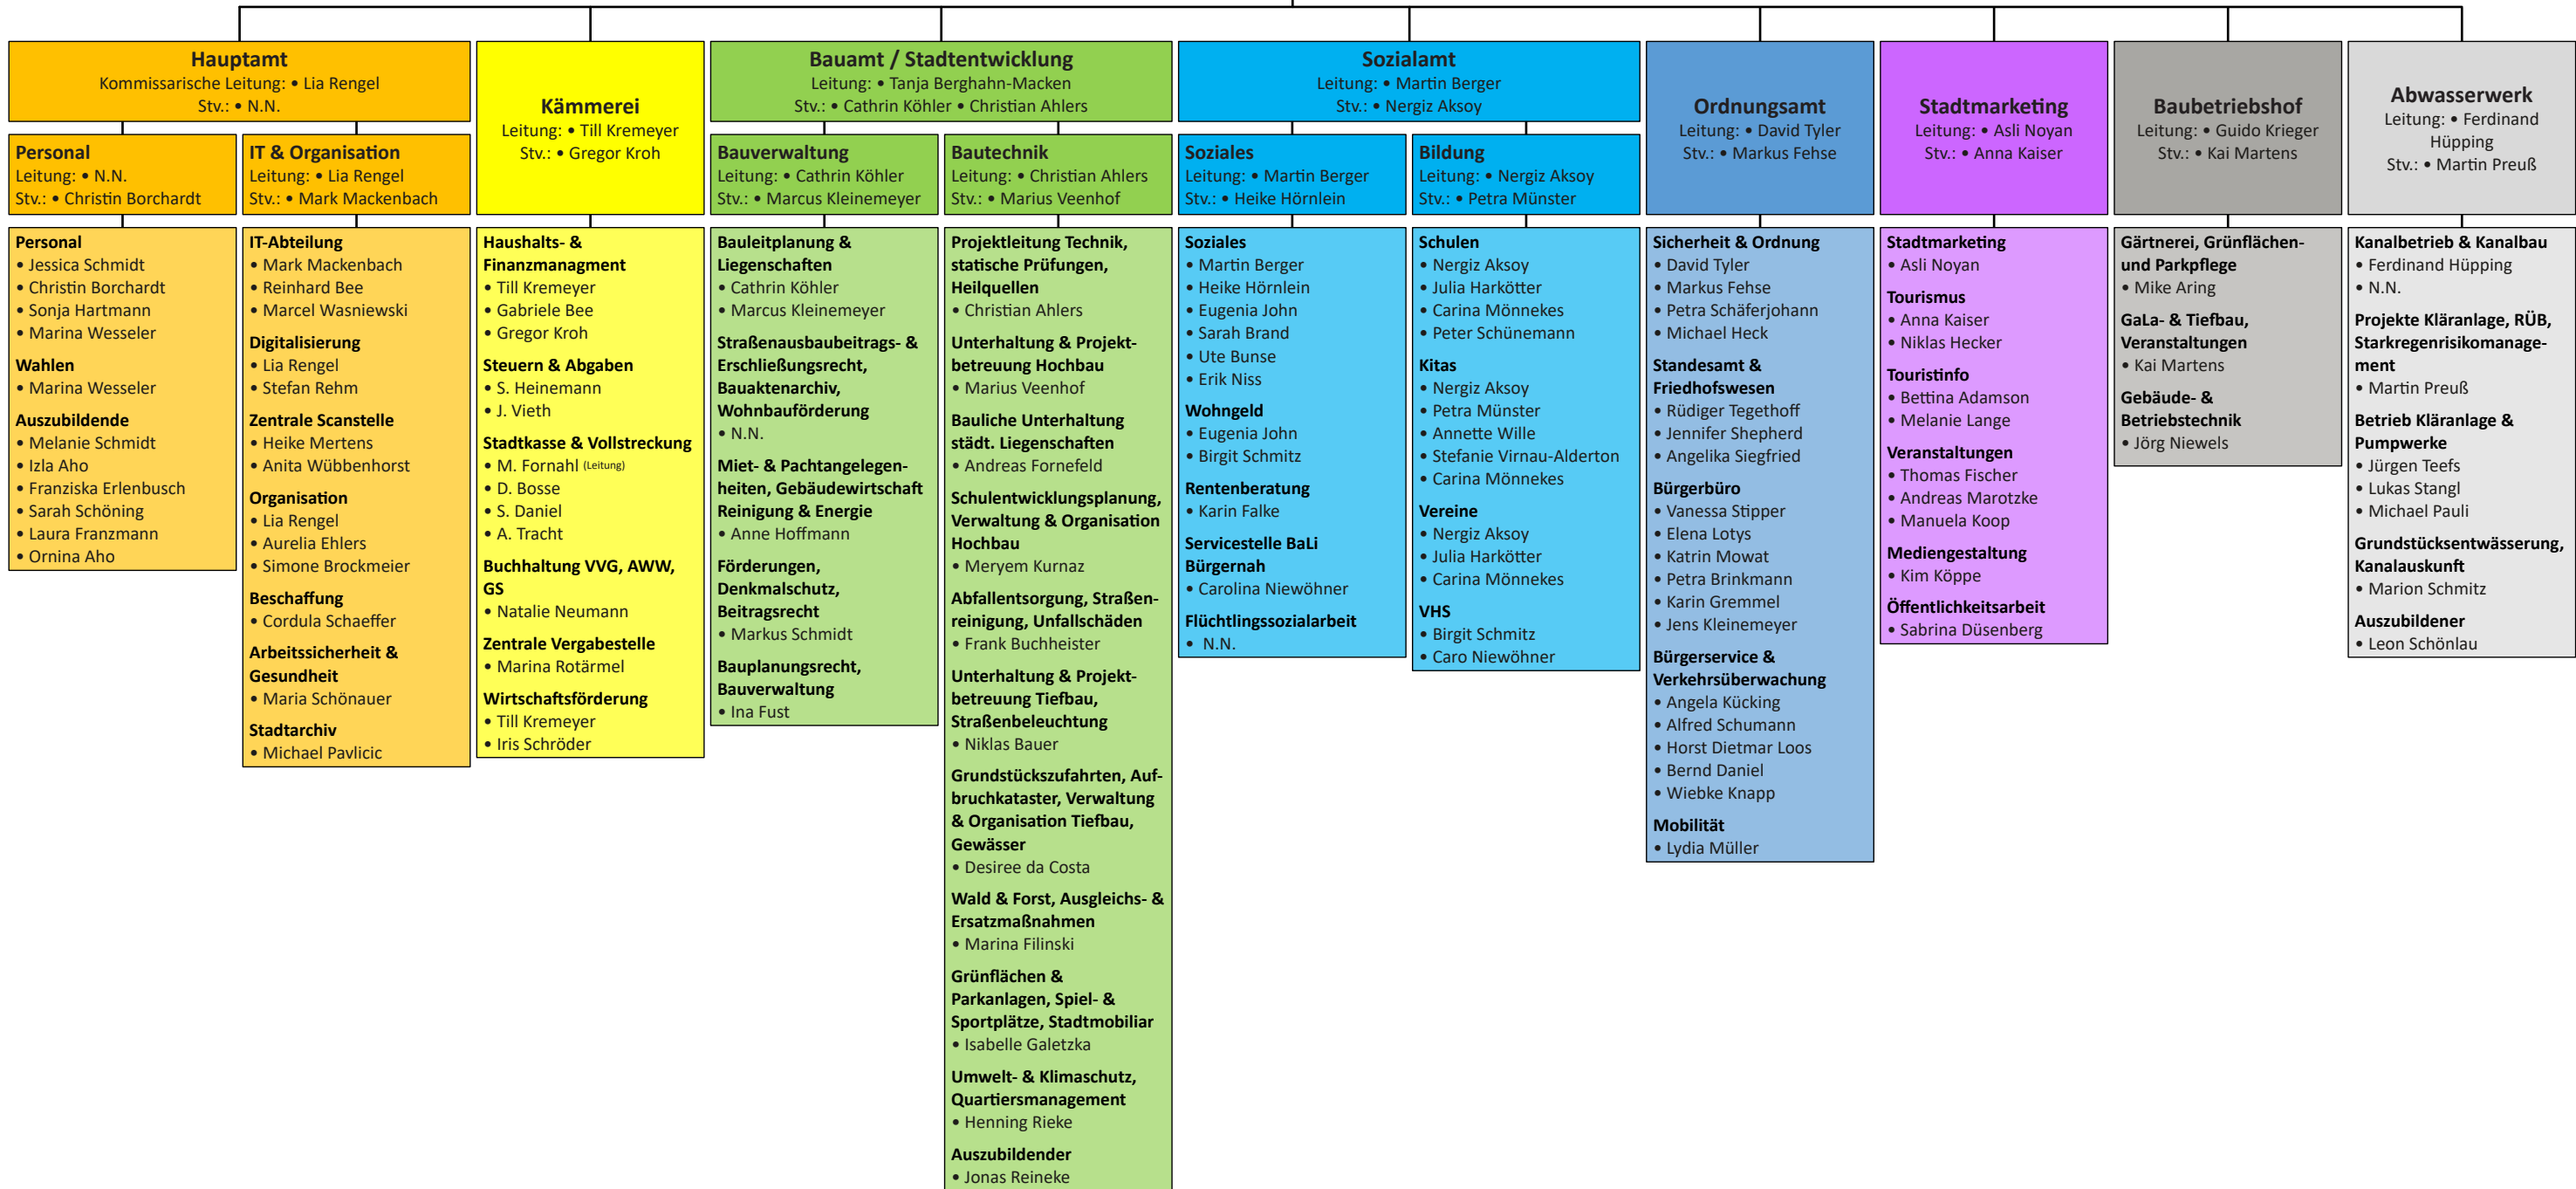 Hauptamt
Kommissarische Leitung: • Lia Rengel
Stv.: • N.N.
Personal
Leitung: • N.N.
Stv.: • Christin Borchardt
Personal
• Jessica Schmidt
• Christin Borchardt
• Sonja Hartmann
• Marina Wesseler
Wahlen
• Marina Wesseler
Auszubildende
• Melanie Schmidt
• Izla Aho
• Franziska Erlenbusch
• Sarah Schöning
• Laura Franzmann
• Ornina Aho
IT & Organisation
Leitung: • Lia Rengel
Stv.: • Mark Mackenbach
IT-Abteilung
• Mark Mackenbach
• Reinhard Bee
• Marcel Wasniewski
Digitalisierung
• Lia Rengel
• Stefan Rehm
Zentrale Scanstelle
• Heike Mertens
• Anita Wübbenhorst
Organisation
• Lia Rengel
• Aurelia Ehlers
• Simone Brockmeier
Beschaffung
• Cordula Schaeffer
Arbeitssicherheit &
Gesundheit
• Maria Schönauer
Stadtarchiv
• Michael Pavlicic
Kämmerei
Leitung: • Till Kremeyer
Stv.: • Gregor Kroh
Haushalts- &
Finanzmanagment
• Till Kremeyer
• Gabriele Bee
• Gregor Kroh
Steuern & Abgaben
• S. Heinemann
• J. Vieth
Stadtkasse & Vollstreckung
• M. Fornahl (Leitung)
• D. Bosse
• S. Daniel
• A. Tracht
Buchhaltung VVG, AWW,
GS
• Natalie Neumann
Zentrale Vergabestelle
• Marina Rotärmel
Wirtschaftsförderung
• Till Kremeyer
• Iris Schröder
Bauamt / Stadtentwicklung
Leitung: • Tanja Berghahn-Macken
Stv.: • Cathrin Köhler • Christian Ahlers
Bauverwaltung
Leitung: • Cathrin Köhler
Stv.: • Marcus Kleinemeyer
Bauleitplanung &
Liegenschaften
• Cathrin Köhler
• Marcus Kleinemeyer
Straßenausbaubeitrags- &
Erschließungsrecht,
Bauaktenarchiv,
Wohnbauförderung
• N.N.
Miet- & Pachtangelegen-
heiten, Gebäudewirtschaft
Reinigung & Energie
• Anne Hoffmann
Förderungen,
Denkmalschutz,
Beitragsrecht
• Markus Schmidt
Bauplanungsrecht,
Bauverwaltung
• Ina Fust
Bautechnik
Leitung: • Christian Ahlers
Stv.: • Marius Veenhof
Projektleitung Technik,
statische Prüfungen,
Heilquellen
• Christian Ahlers
Unterhaltung & Projekt-
betreuung Hochbau
• Marius Veenhof
Bauliche Unterhaltung
städt. Liegenschaften
• Andreas Fornefeld
Schulentwicklungsplanung,
Verwaltung & Organisation
Hochbau
• Meryem Kurnaz
Abfallentsorgung, Straßen-
reinigung, Unfallschäden
• Frank Buchheister
Unterhaltung & Projekt-
betreuung Tiefbau,
Straßenbeleuchtung
• Niklas Bauer
Grundstückszufahrten, Auf-
bruchkataster, Verwaltung
& Organisation Tiefbau,
Gewässer
• Desiree da Costa
Wald & Forst, Ausgleichs- &
Ersatzmaßnahmen
• Marina Filinski
Grünflächen &
Parkanlagen, Spiel- &
Sportplätze, Stadtmobiliar
• Isabelle Galetzka
Umwelt- & Klimaschutz,
Quartiersmanagement
• Henning Rieke
Auszubildender
• Jonas Reineke
Sozialamt
Leitung: • Martin Berger
Stv.: • Nergiz Aksoy
Soziales
Leitung: • Martin Berger
Stv.: • Heike Hörnlein
Soziales
• Martin Berger
• Heike Hörnlein
• Eugenia John
• Sarah Brand
• Ute Bunse
• Erik Niss
Wohngeld
• Eugenia John
• Birgit Schmitz
Rentenberatung
• Karin Falke
Servicestelle BaLi
Bürgernah
• Carolina Niewöhner
Flüchtlingssozialarbeit
• N.N.
Bildung
Leitung: • Nergiz Aksoy
Stv.: • Petra Münster
Schulen
• Nergiz Aksoy
• Julia Harkötter
• Carina Mönnekes
• Peter Schünemann
Kitas
• Nergiz Aksoy
• Petra Münster
• Annette Wille
• Stefanie Virnau-Alderton
• Carina Mönnekes
Vereine
• Nergiz Aksoy
• Julia Harkötter
• Carina Mönnekes
VHS
• Birgit Schmitz
• Caro Niewöhner
Ordnungsamt
Leitung: • David Tyler
Stv.: • Markus Fehse
Sicherheit & Ordnung
• David Tyler
• Markus Fehse
• Petra Schäferjohann
• Michael Heck
Standesamt &
Friedhofswesen
• Rüdiger Tegethoff
• Jennifer Shepherd
• Angelika Siegfried
Bürgerbüro
• Vanessa Stipper
• Elena Lotys
• Katrin Mowat
• Petra Brinkmann
• Karin Gremmel
• Jens Kleinemeyer
Bürgerservice &
Verkehrsüberwachung
• Angela Kücking
• Alfred Schumann
• Horst Dietmar Loos
• Bernd Daniel
• Wiebke Knapp
Mobilität
• Lydia Müller
Stadtmarketing
Leitung: • Asli Noyan
Stv.: • Anna Kaiser
Stadtmarketing
• Asli Noyan
Tourismus
• Anna Kaiser
• Niklas Hecker
Touristinfo
• Bettina Adamson
• Melanie Lange
Veranstaltungen
• Thomas Fischer
• Andreas Marotzke
• Manuela Koop
Mediengestaltung
• Kim Köppe
Öffentlichkeitsarbeit
• Sabrina Düsenberg
Baubetriebshof
Leitung: • Guido Krieger
Stv.: • Kai Martens
Gärtnerei, Grünflächen-
und Parkpflege
• Mike Aring
GaLa- & Tiefbau,
Veranstaltungen
• Kai Martens
Gebäude- &
Betriebstechnik
• Jörg Niewels
Abwasserwerk
Leitung: • Ferdinand
Hüpping
Stv.: • Martin Preuß
Kanalbetrieb & Kanalbau
• Ferdinand Hüpping
• N.N.
Projekte Kläranlage, RÜB,
Starkregenrisikomanage-
ment
• Martin Preuß
Betrieb Kläranlage &
Pumpwerke
• Jürgen Teefs
• Lukas Stangl
• Michael Pauli
Grundstücksentwässerung,
Kanalauskunft
• Marion Schmitz
Auszubildener
• Leon Schönlau